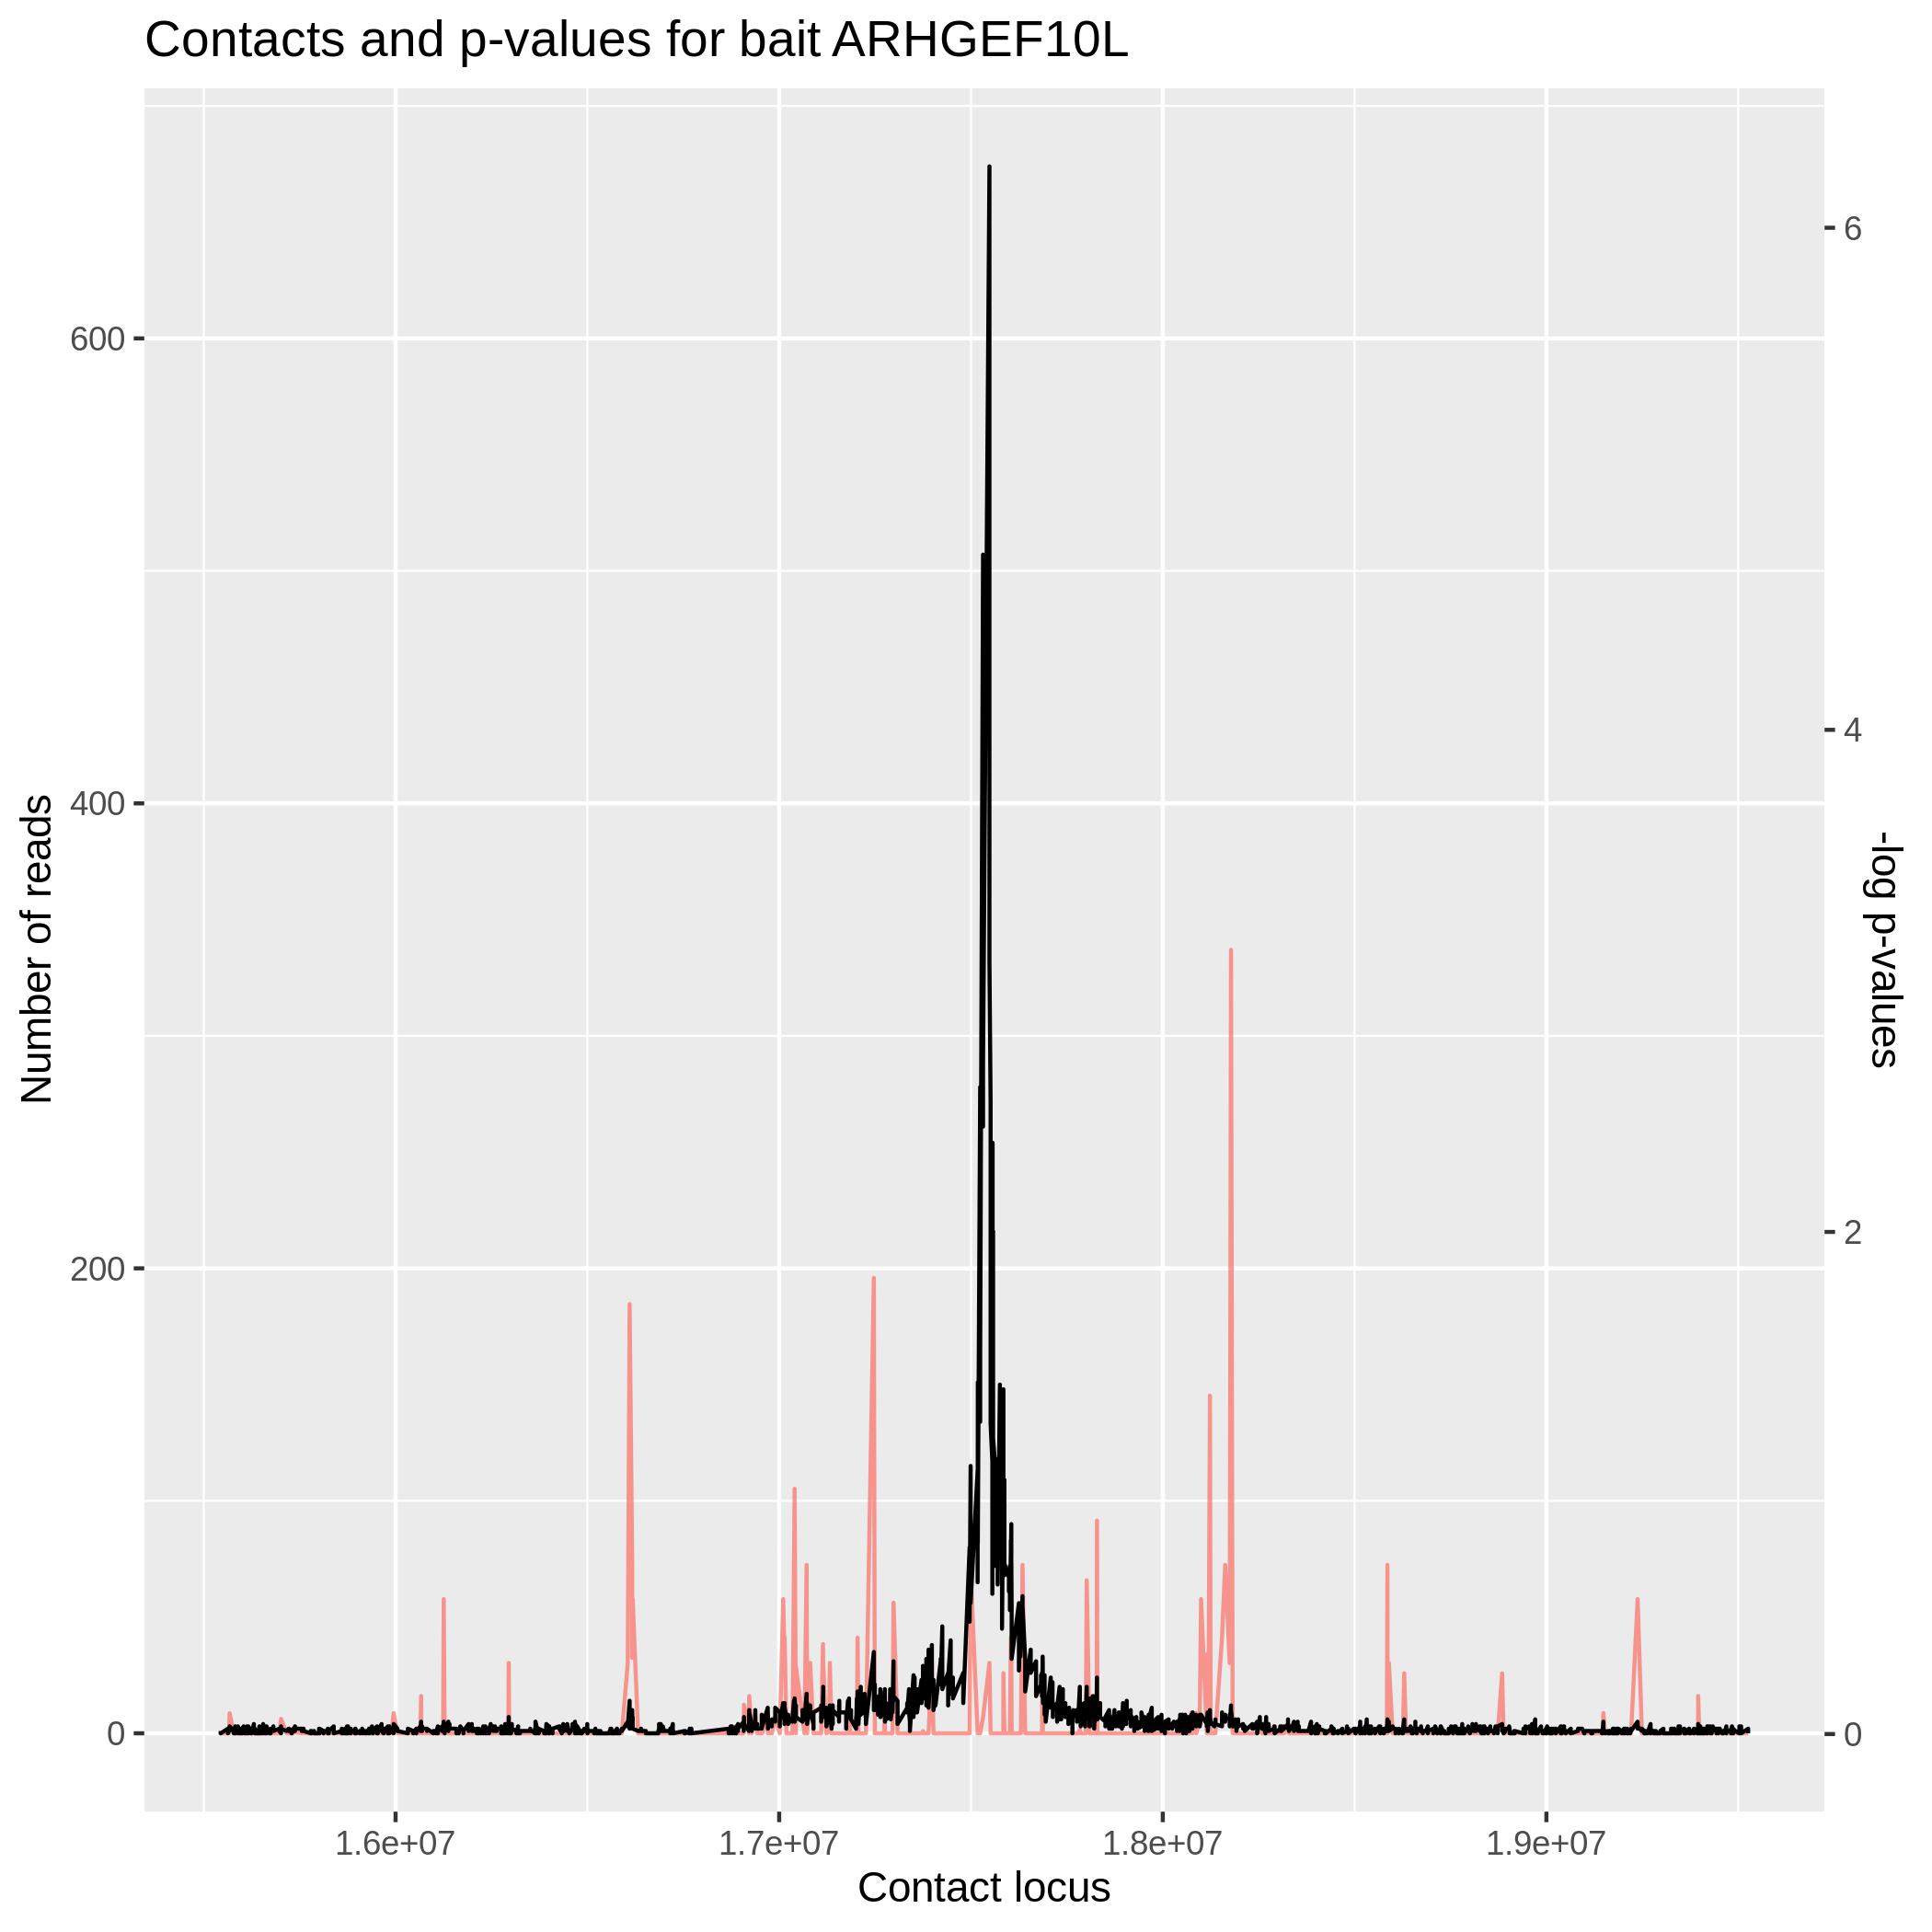 Contacts and p-values for bait ARHGEF10L
Number of reads
600
400
200
0
6
4
2
0
-log p-values
1.6e+07 1.7e+07 1.8e+07 1.9e+07
Contact locus